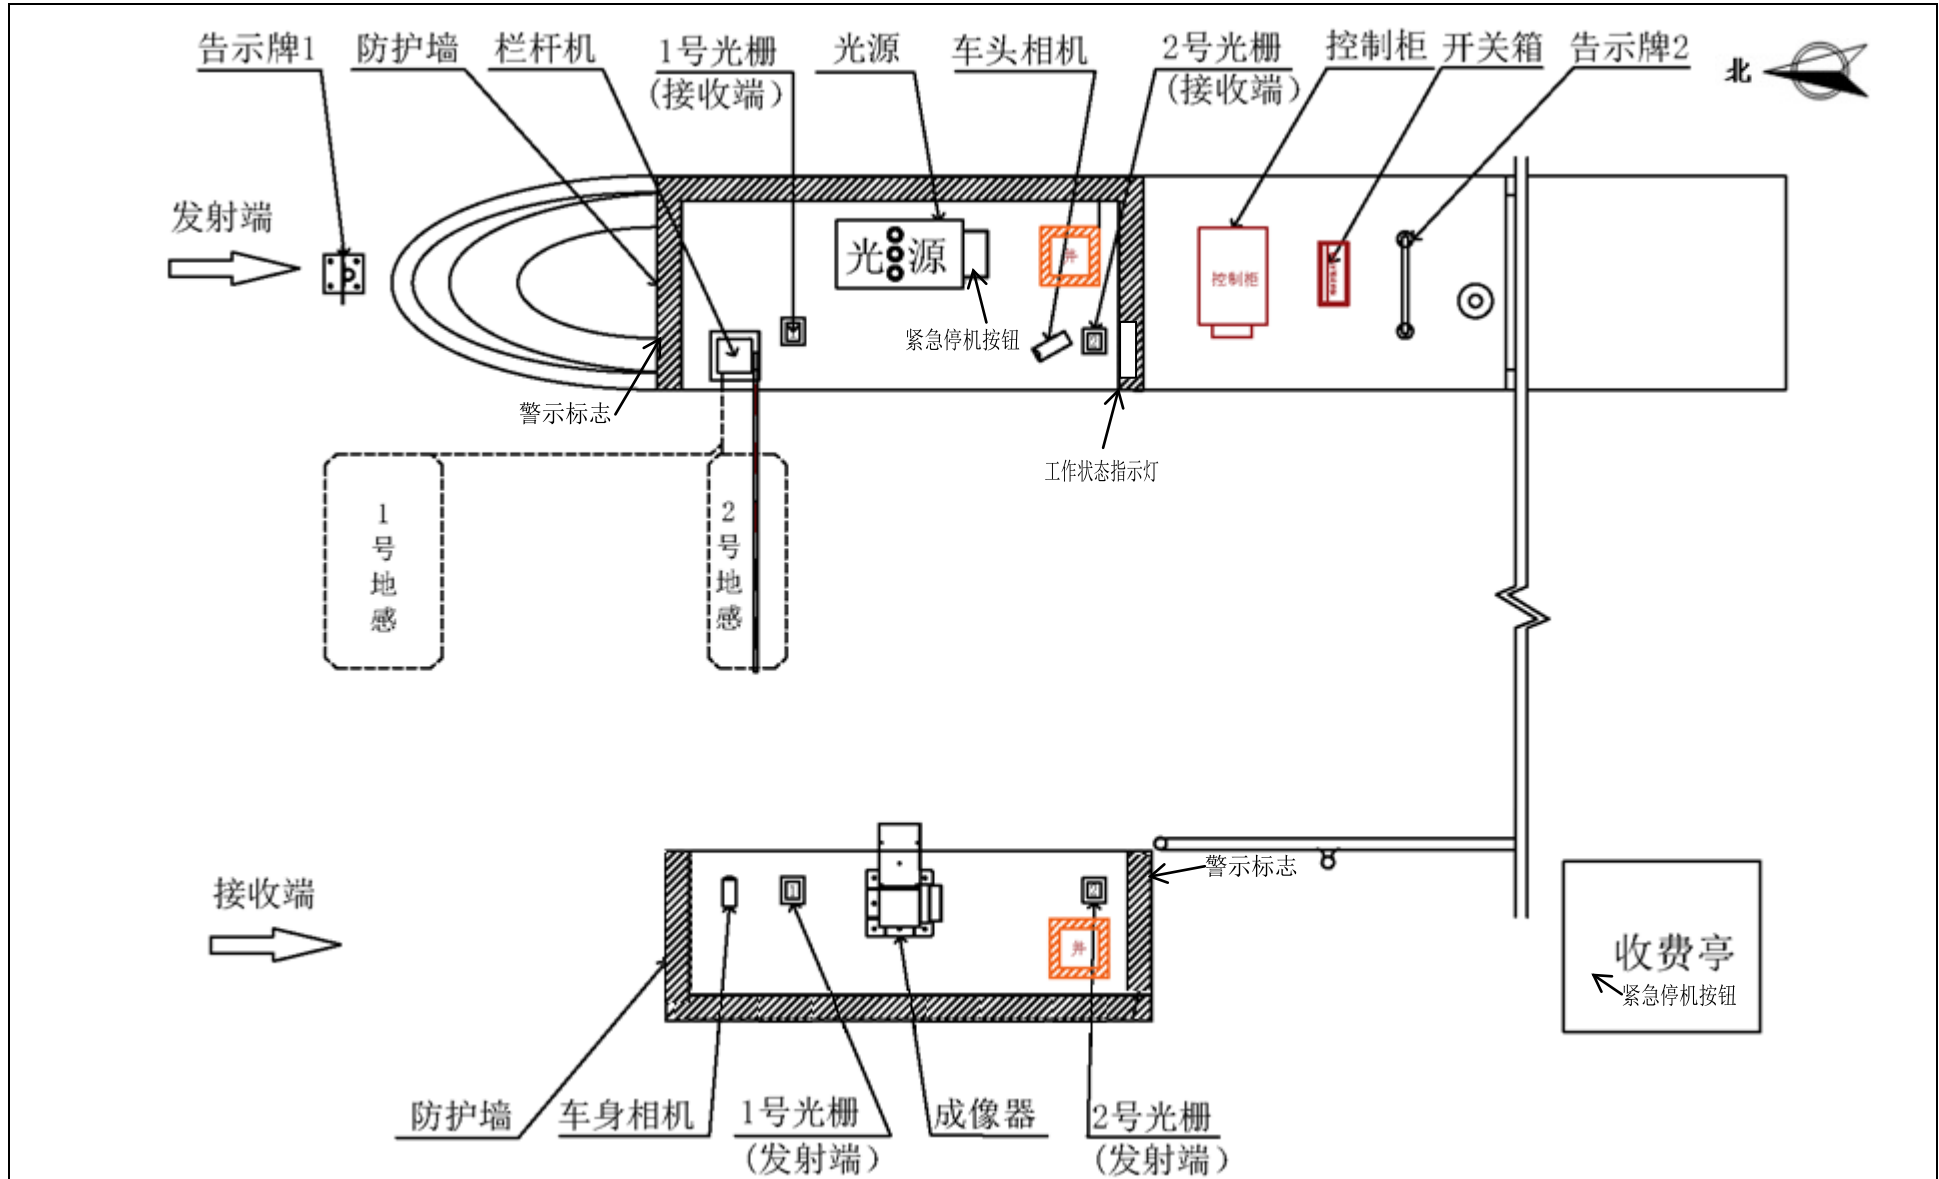 告示牌1
防护墙
栏杆机
1号光栅
(接收端)
光源
车头相机
2号光栅
(接收端)
控制柜
开关箱
告示牌2
北
发射端
光源
井
控制柜
1
2
紧急停机按钮
警示标志
工作状态指示灯
1号地感
2号地感
接收端
1
2
井
警示标志
收费亭
紧急停机按钮
防护墙
车身相机
1号光栅
(发射端)
成像器
2号光栅
(发射端)